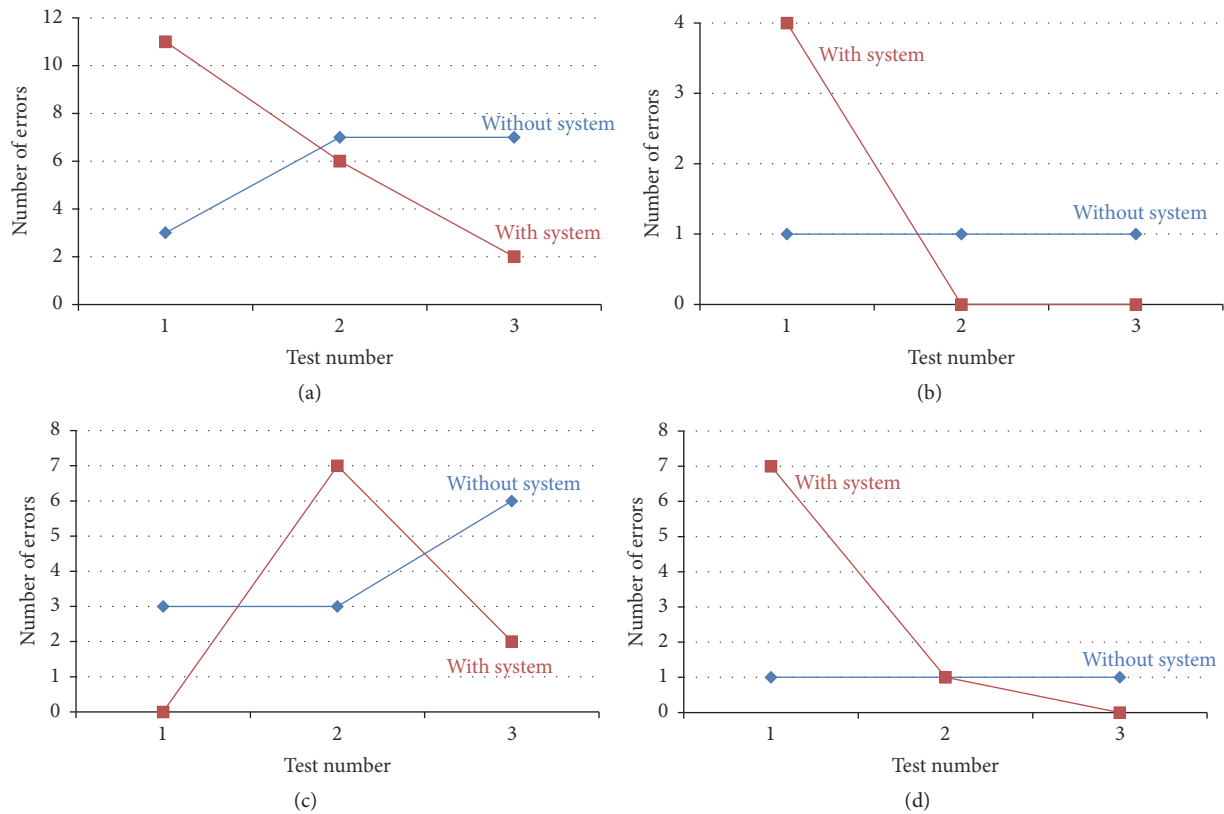 12
10
8
6
4
2
0
Number of errors
Without system
With system
1
2
3
Test number
(a)
4
3
2
1
0
Number of errors
With system
Without system
1
2
3
Test number
(b)
8
7
6
5
4
3
2
1
0
Number of errors
Without system
With system
1
2
3
Test number
(c)
8
7
6
5
4
3
2
1
0
Number of errors
With system
Without system
1
2
3
Test number
(d)